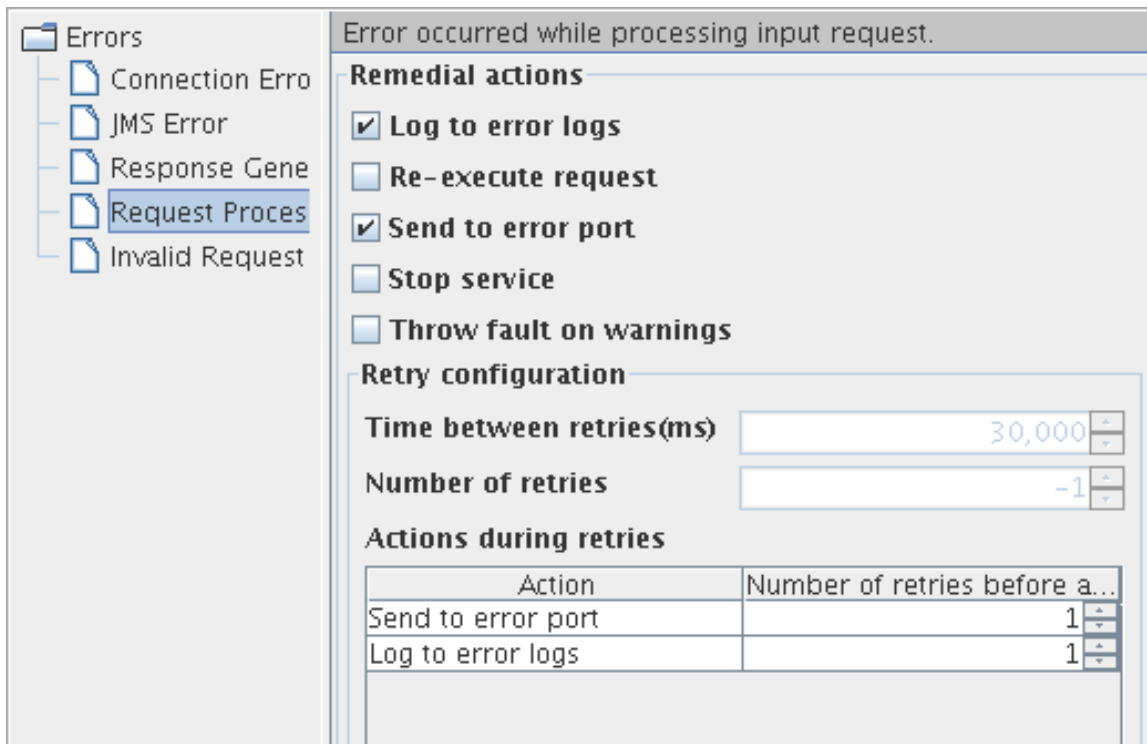 Errors
Connection Erro
JMS Error
Response Gene
Request Proces
Invalid Request
Error occurred while processing input request.
Remedial actions
Log to error logs
Re-execute request
Send to error port
Stop service
Throw fault on warnings
Retry configuration
Time between retries(ms) 30,000
Number of retries -1
Actions during retries
Action Number of retries before a...
Send to error port 1
Log to error logs 1